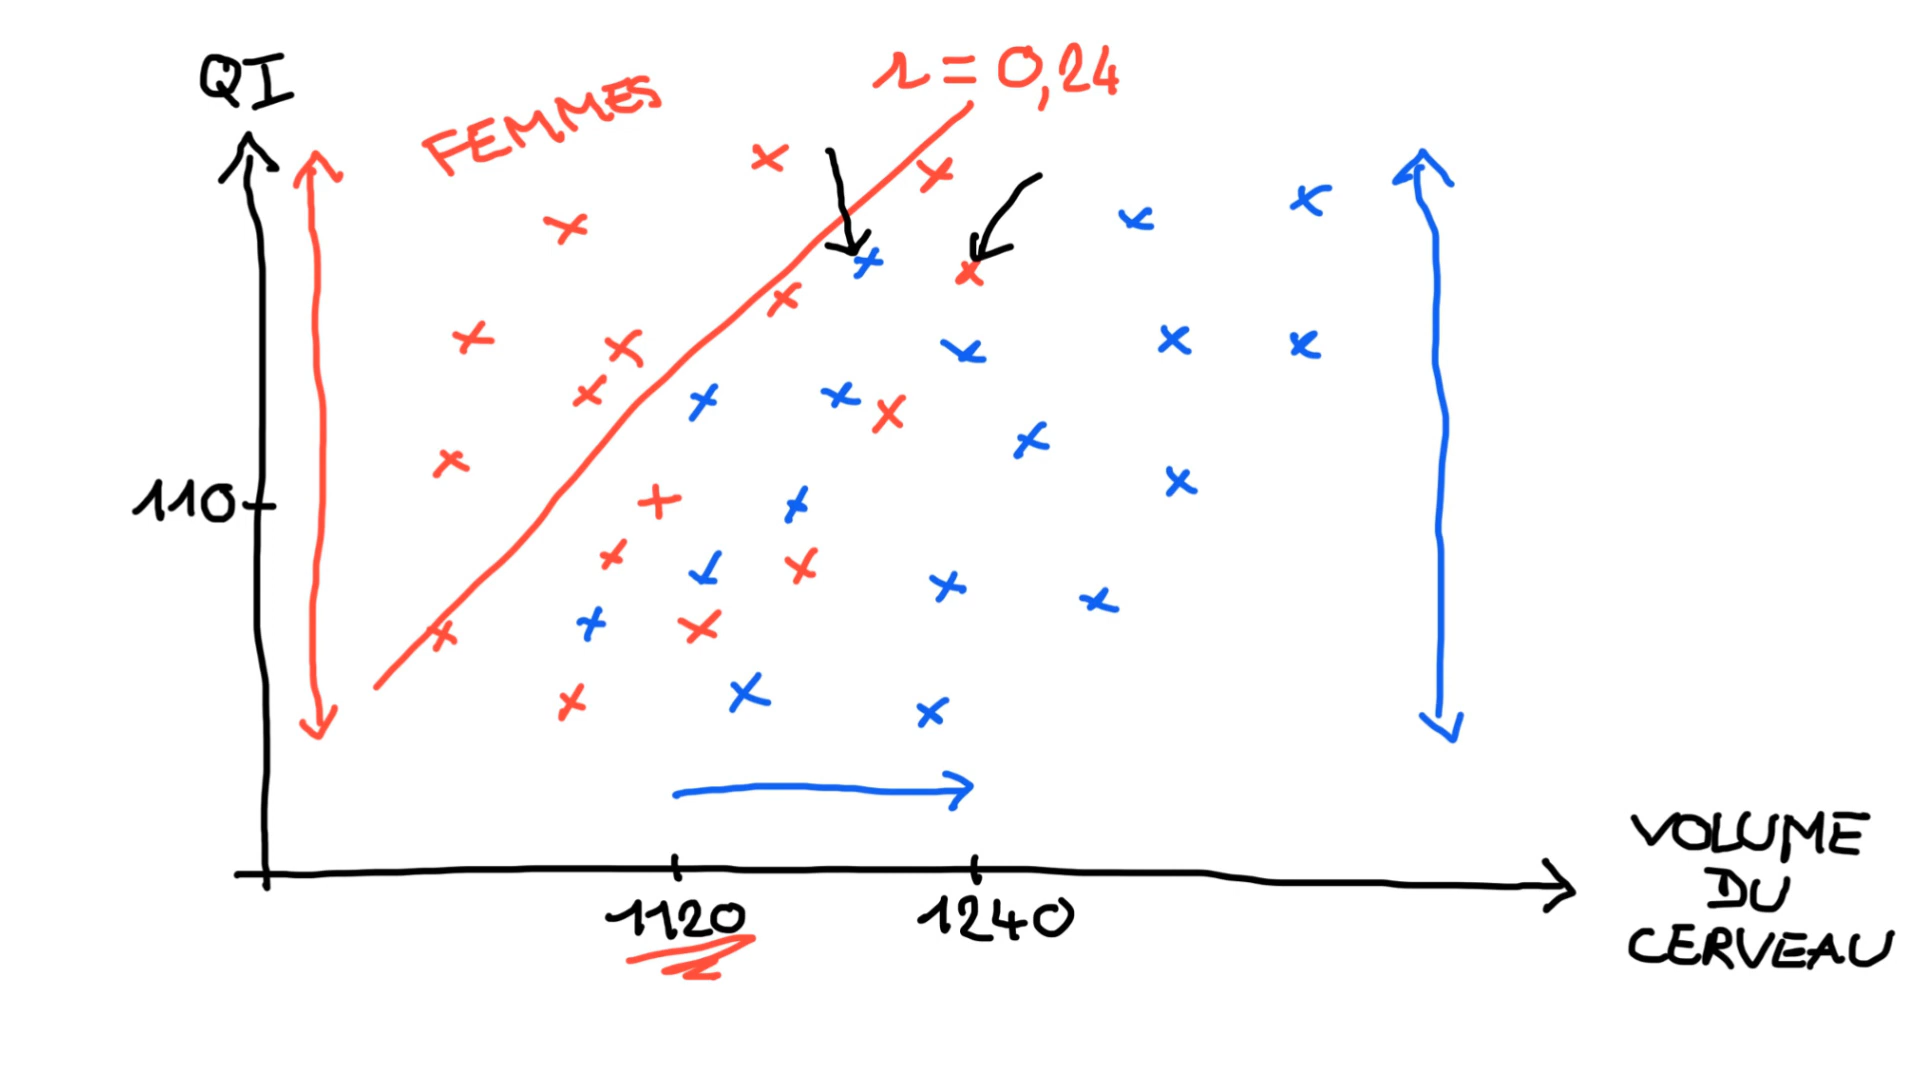 QI
FEMMES
r = 0,24
110
1120
1240
VOLUME
DU
CERVEAU